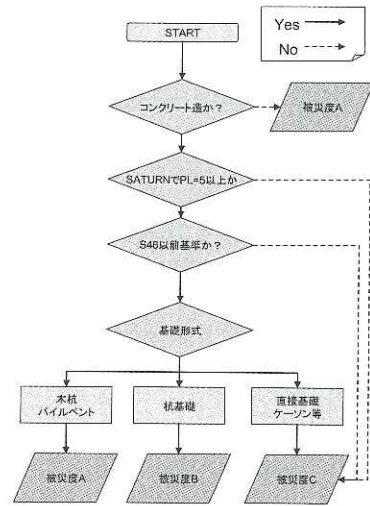 START
Yes
No
コンクリート造か？
被災度A
SATURNでPL=5以上か
S46以前基準か？
基礎形式
木杭
パイルベント
杭基礎
直接基礎
ケーソン等
被災度A
被災度B
被災度C